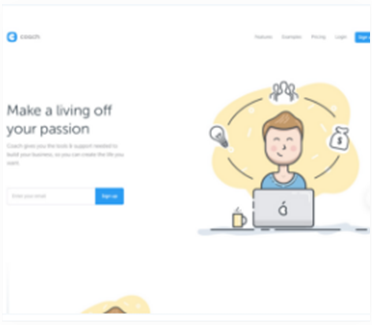 coach
Features Examples Pricing Login Sign
Make a living off
your passion
Coach gives you the tools & support needed to
build your business, so you can create the life you
want.
Enter your email Sign up
$